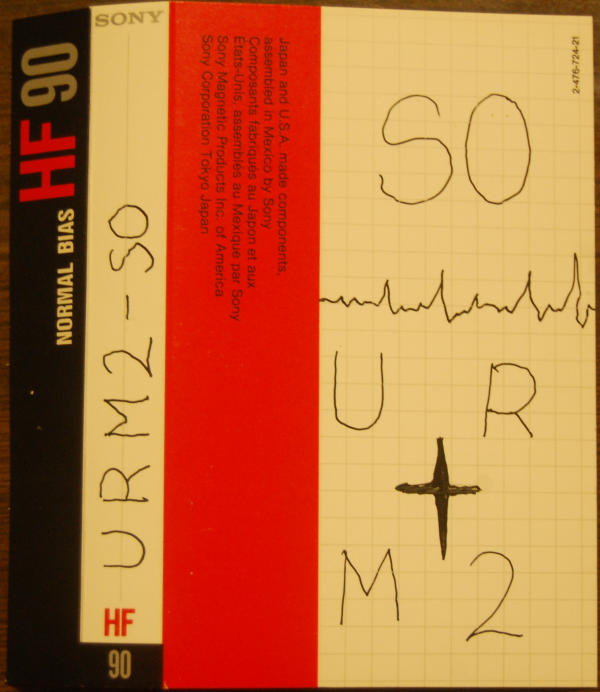 HF 90
NORMAL BIAS
SONY
URM2-SO
HF
90
Japan and U.S.A. made components,
assembled in Mexico by Sony
Composants fabriqués au Japon et aux
Etats-Unis, assemblés au Mexique par Sony
Sony Magnetic Products Inc. of America
Sony Corporation Tokyo Japan
2-476-724-21
SO
U R
+
M 2